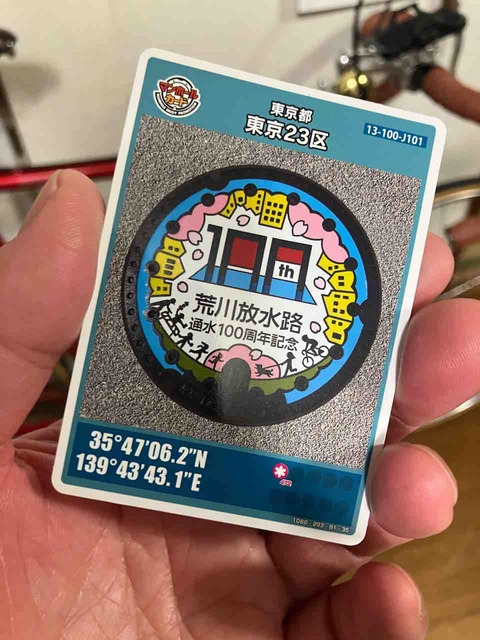 マンホール
カード
東京都
東京23区
13-100-J101
100th
荒川放水路
通水100周年記念
35°47'06.2"N
139°43'43.1"E